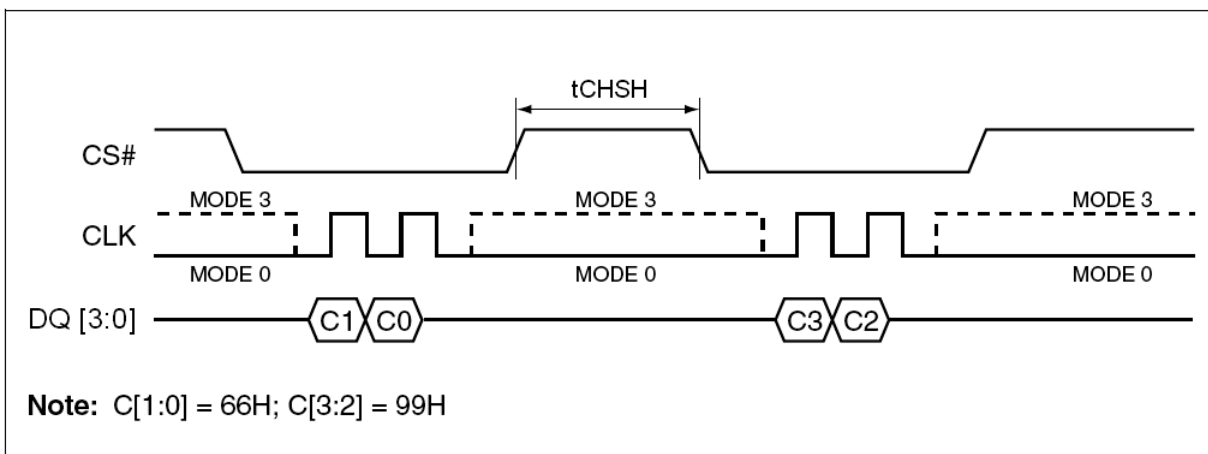 tCHSH
CS#
MODE 3 MODE 3 MODE 3
CLK
MODE 0 MODE 0 MODE 0
DQ [3:0] C1 C0 C3 C2
Note: C[1:0] = 66H; C[3:2] = 99H